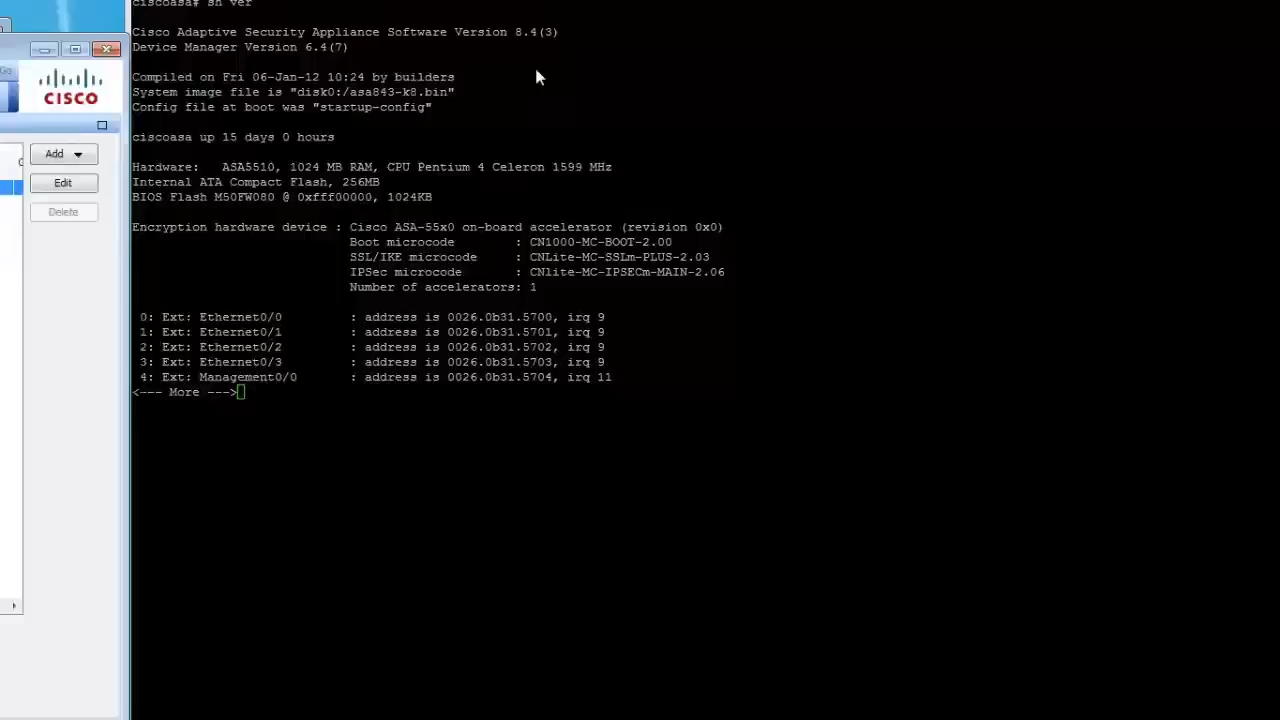 ciscoasa# sh ver
Cisco Adaptive Security Appliance Software Version 8.4(3)
Device Manager Version 6.4(7)
Compiled on Fri 06-Jan-12 10:24 by builders
System image file is "disk0:/asa843-k8.bin"
Config file at boot was "startup-config"
ciscoasa up 15 days 0 hours
Hardware:   ASA5510, 1024 MB RAM, CPU Pentium 4 Celeron 1599 MHz
Internal ATA Compact Flash, 256MB
BIOS Flash M50FW080 @ 0xfff00000, 1024KB
Encryption hardware device : Cisco ASA-55x0 on-board accelerator (revision 0x0)
Boot microcode        : CN1000-MC-BOOT-2.00
SSL/IKE microcode     : CNLite-MC-SSLm-PLUS-2.03
IPSec microcode       : CNlite-MC-IPSECm-MAIN-2.06
Number of accelerators: 1
0: Ext: Ethernet0/0         : address is 0026.0b31.5700, irq 9
1: Ext: Ethernet0/1         : address is 0026.0b31.5701, irq 9
2: Ext: Ethernet0/2         : address is 0026.0b31.5702, irq 9
3: Ext: Ethernet0/3         : address is 0026.0b31.5703, irq 9
4: Ext: Management0/0       : address is 0026.0b31.5704, irq 11
<--- More --->
Go
CISCO
Add
Edit
Delete